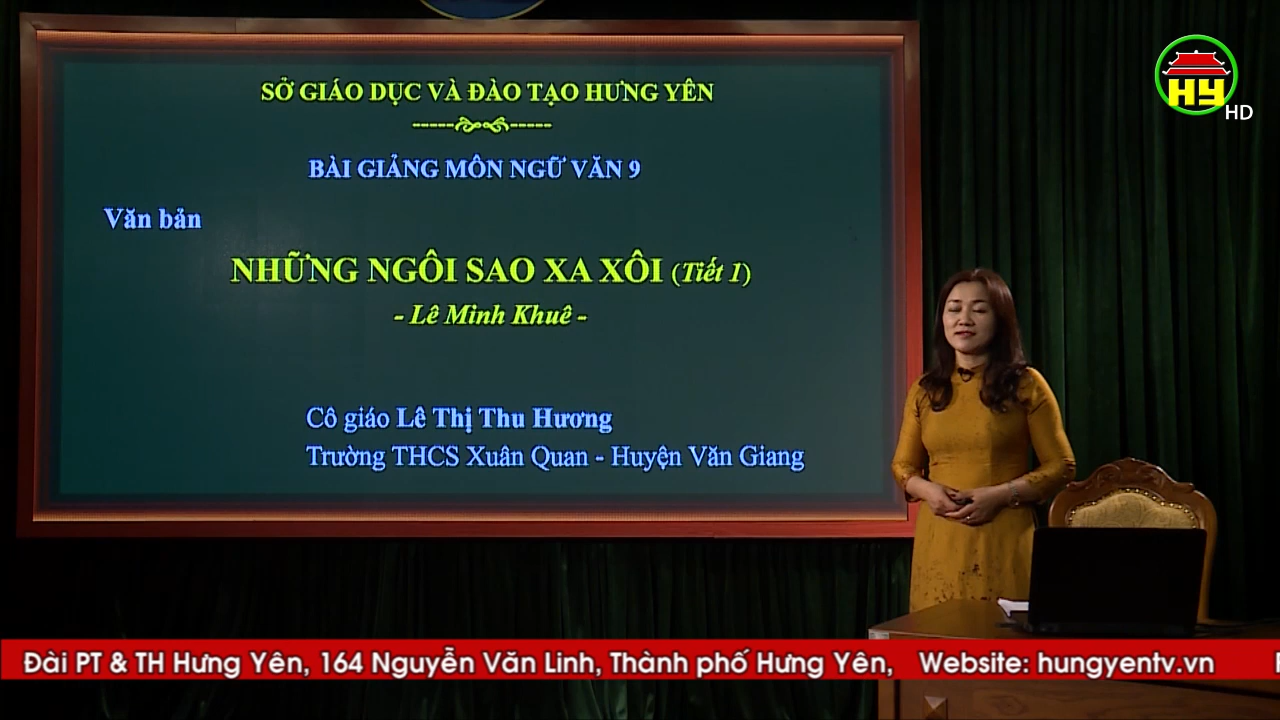 SỞ GIÁO DỤC VÀ ĐÀO TẠO HƯNG YÊN
BÀI GIẢNG MÔN NGỮ VĂN 9
Văn bản
NHỮNG NGÔI SAO XA XÔI (Tiết 1)
- Lê Minh Khuê -
Cô giáo Lê Thị Thu Hương
Trường THCS Xuân Quan - Huyện Văn Giang
HY
HD
Đài PT & TH Hưng Yên, 164 Nguyễn Văn Linh, Thành phố Hưng Yên, Website: hungyentv.vn